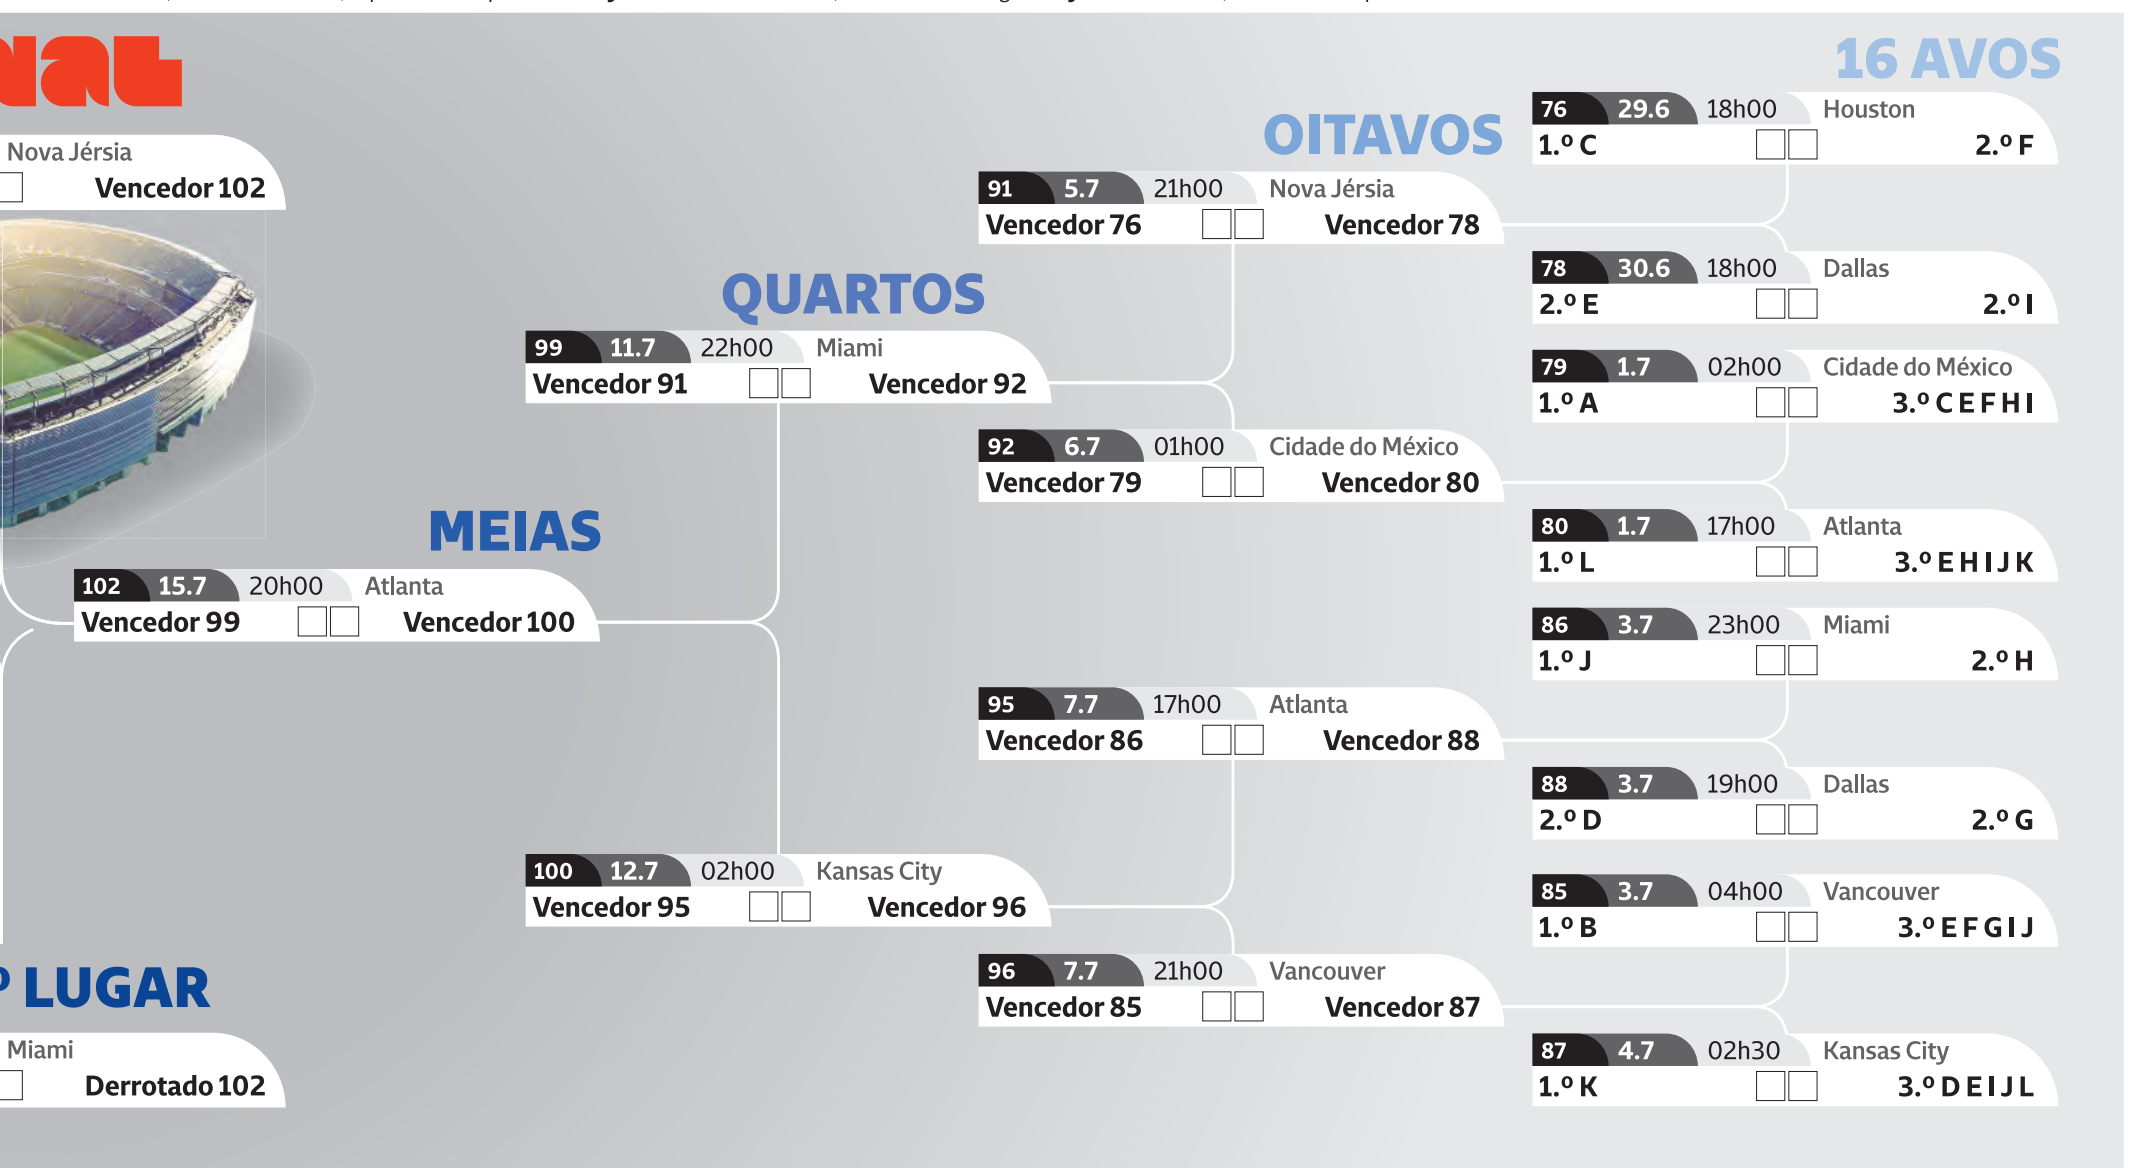 16 AVOS
76 29.6 18h00 Houston
1.º C 2.º F
78 30.6 18h00 Dallas
2.º E 2.º I
79 1.7 02h00 Cidade do México
1.º A 3.º C E F H I
80 1.7 17h00 Atlanta
1.º L 3.º E H I J K
86 3.7 23h00 Miami
1.º J 2.º H
88 3.7 19h00 Dallas
2.º D 2.º G
85 3.7 04h00 Vancouver
1.º B 3.º E F G I J
87 4.7 02h30 Kansas City
1.º K 3.º D E I J L
OITAVOS
91 5.7 21h00 Nova Jérsia
Vencedor 76 Vencedor 78
92 6.7 01h00 Cidade do México
Vencedor 79 Vencedor 80
95 7.7 17h00 Atlanta
Vencedor 86 Vencedor 88
96 7.7 21h00 Vancouver
Vencedor 85 Vencedor 87
QUARTOS
99 11.7 22h00 Miami
Vencedor 91 Vencedor 92
100 12.7 02h00 Kansas City
Vencedor 95 Vencedor 96
MEIAS
102 15.7 20h00 Atlanta
Vencedor 99 Vencedor 100
Nova Jérsia
Vencedor 102
º LUGAR
Miami
Derrotado 102